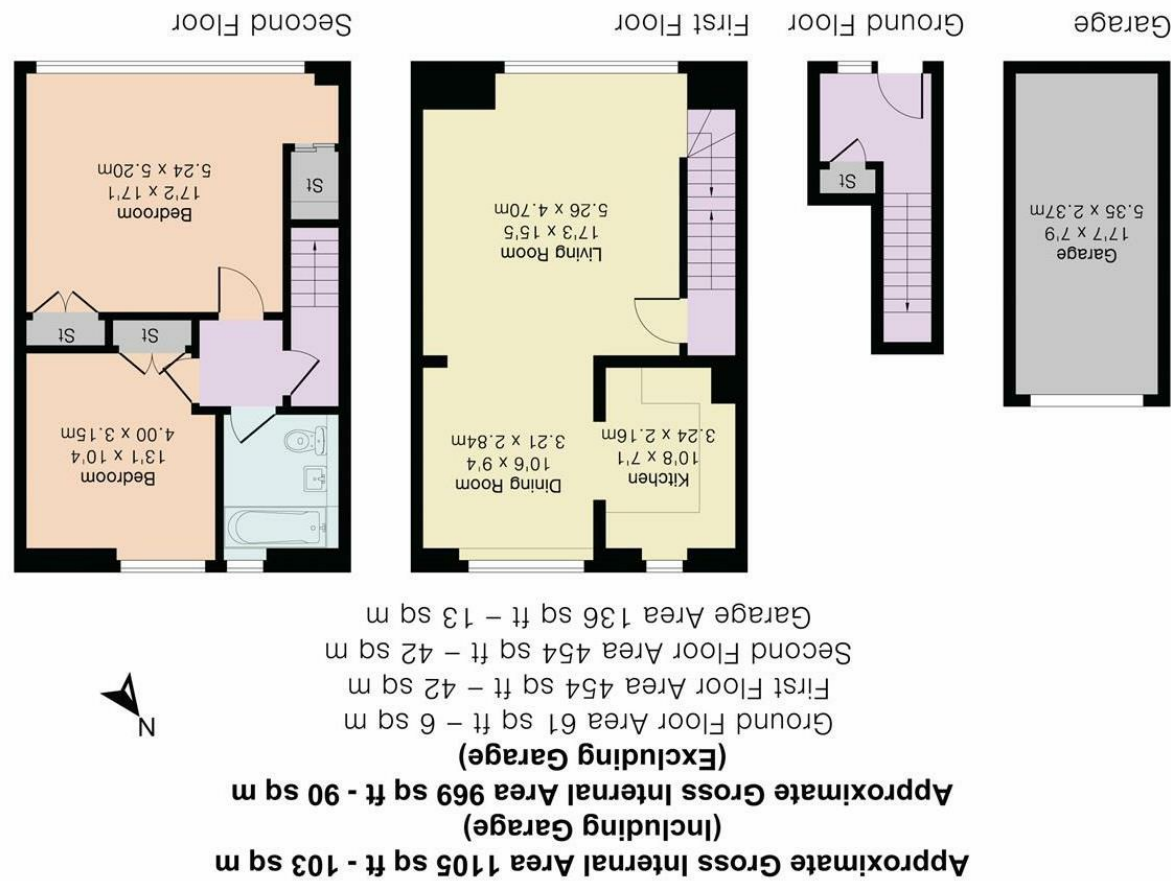 Approximate Gross Internal Area 1105 sq ft - 103 sq m
(Including Garage)
Approximate Gross Internal Area 969 sq ft - 90 sq m
(Excluding Garage)
Ground Floor Area 61 sq ft – 6 sq m
First Floor Area 454 sq ft – 42 sq m
Second Floor Area 454 sq ft – 42 sq m
Garage Area 136 sq ft – 13 sq m
N
Garage
17'7 x 7'9
5.35 x 2.37m
Garage
St
Ground Floor
Kitchen
10'8 x 7'1
3.24 x 2.16m
Dining Room
10'6 x 9'4
3.21 x 2.84m
Living Room
17'3 x 15'5
5.26 x 4.70m
First Floor
Bedroom
13'1 x 10'4
4.00 x 3.15m
St
St
St
Bedroom
17'2 x 17'1
5.24 x 5.20m
Second Floor